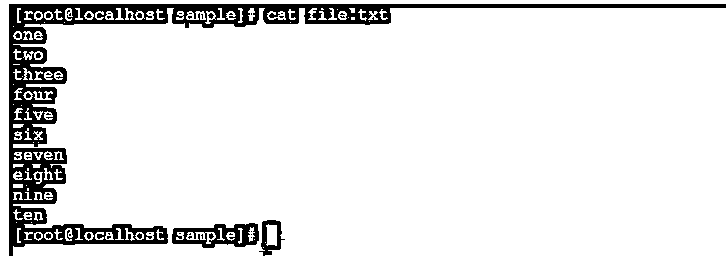 [root@localhost sample]# cat file.txt
one
two
three
four
five
six
seven
eight
nine
ten
[root@localhost sample]#